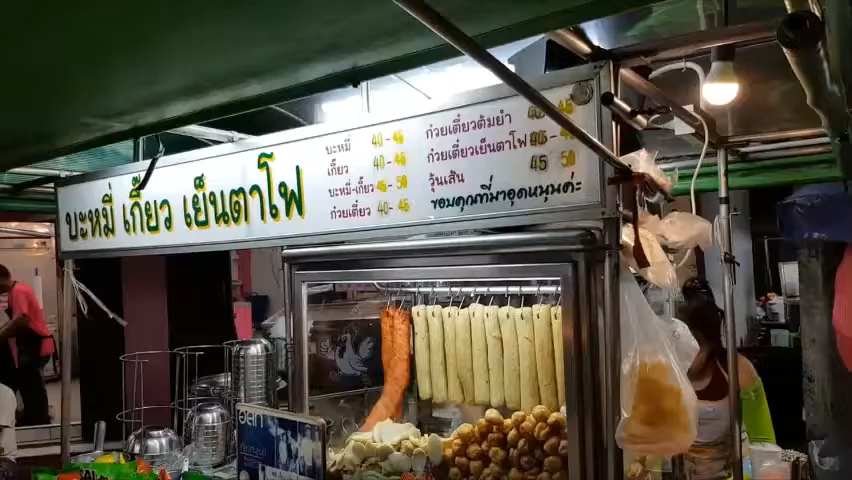 บะหมี่ เกี๊ยว เย็นตาโฟ
บะหมี่ 40-45
เกี๊ยว 40-45
บะหมี่-เกี๊ยว 45-50
ก๋วยเตี๋ยว 40-45
ก๋วยเตี๋ยวต้มยำ 45
ก๋วยเตี๋ยวเย็นตาโฟ
วุ้นเส้น 45 50
ขอบคุณที่มาอุดหนุนค่ะ